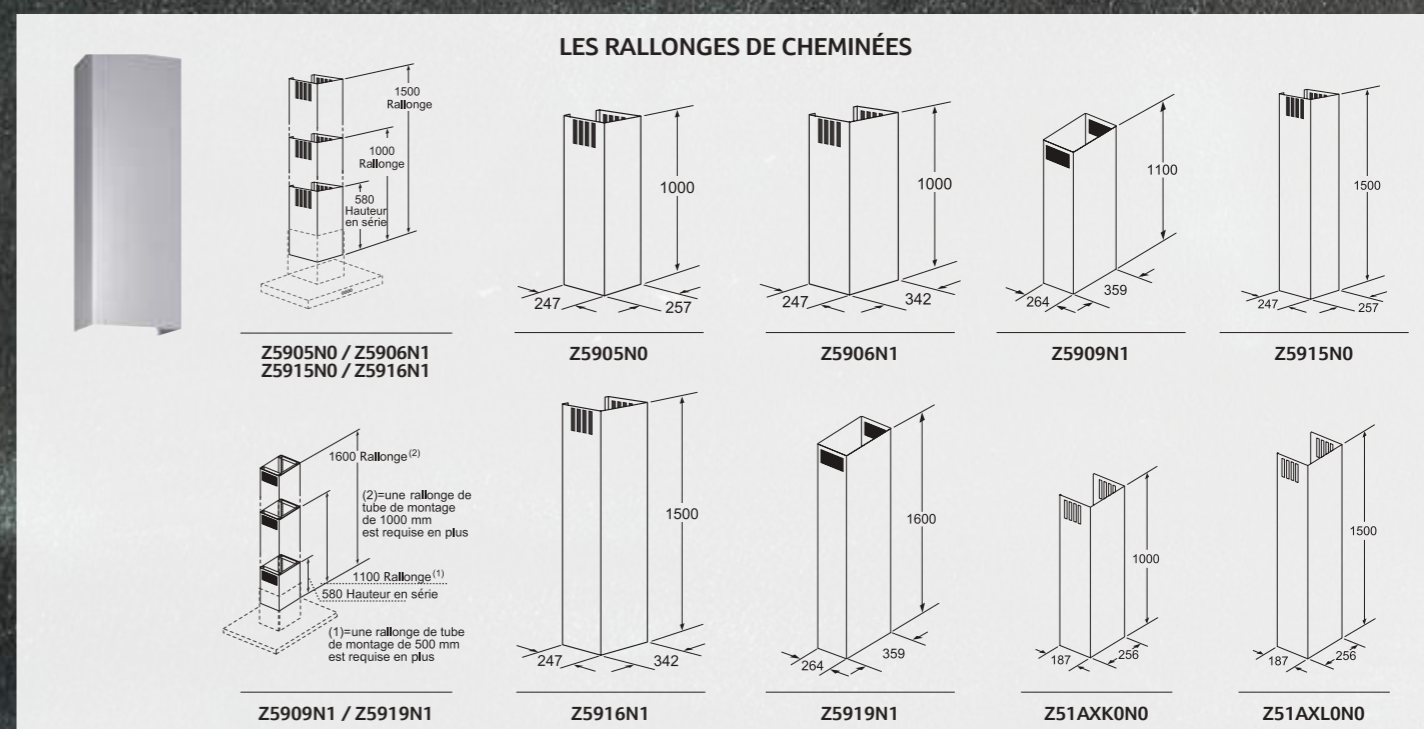 LES RALLONGES DE CHEMINÉES
1500
Rallonge
1000
Rallonge
580
Hauteur
en série
Z5905N0 / Z5906N1
Z5915N0 / Z5916N1
1000
247
257
Z5905N0
1000
247
342
Z5906N1
1100
264
359
Z5909N1
1500
247
257
Z5915N0
1600 Rallonge(2)
(2)=une rallonge de
tube de montage
de 1000 mm
est requise en plus
1100 Rallonge(1)
580 Hauteur en série
(1)=une rallonge de tube
de montage de 500 mm
est requise en plus
Z5909N1 / Z5919N1
1500
247
342
Z5916N1
1600
264
359
Z5919N1
1000
187
256
Z51AXK0N0
1500
187
256
Z51AXL0N0